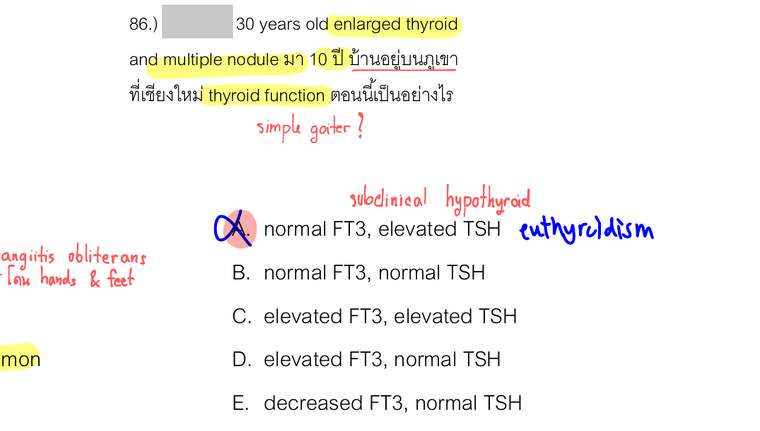 86.) 30 years old enlarged thyroid
and multiple nodule มา 10 ปี บ้านอยู่บนภูเขา
ที่เชียงใหม่ thyroid function ตอนนี้เป็นอย่างไร
simple goiter ?
subclinical hypothyroid
A. normal FT3, elevated TSH euthyroidism
angiitis obliterans
โดน hands & feet
B. normal FT3, normal TSH
C. elevated FT3, elevated TSH
mon
D. elevated FT3, normal TSH
E. decreased FT3, normal TSH